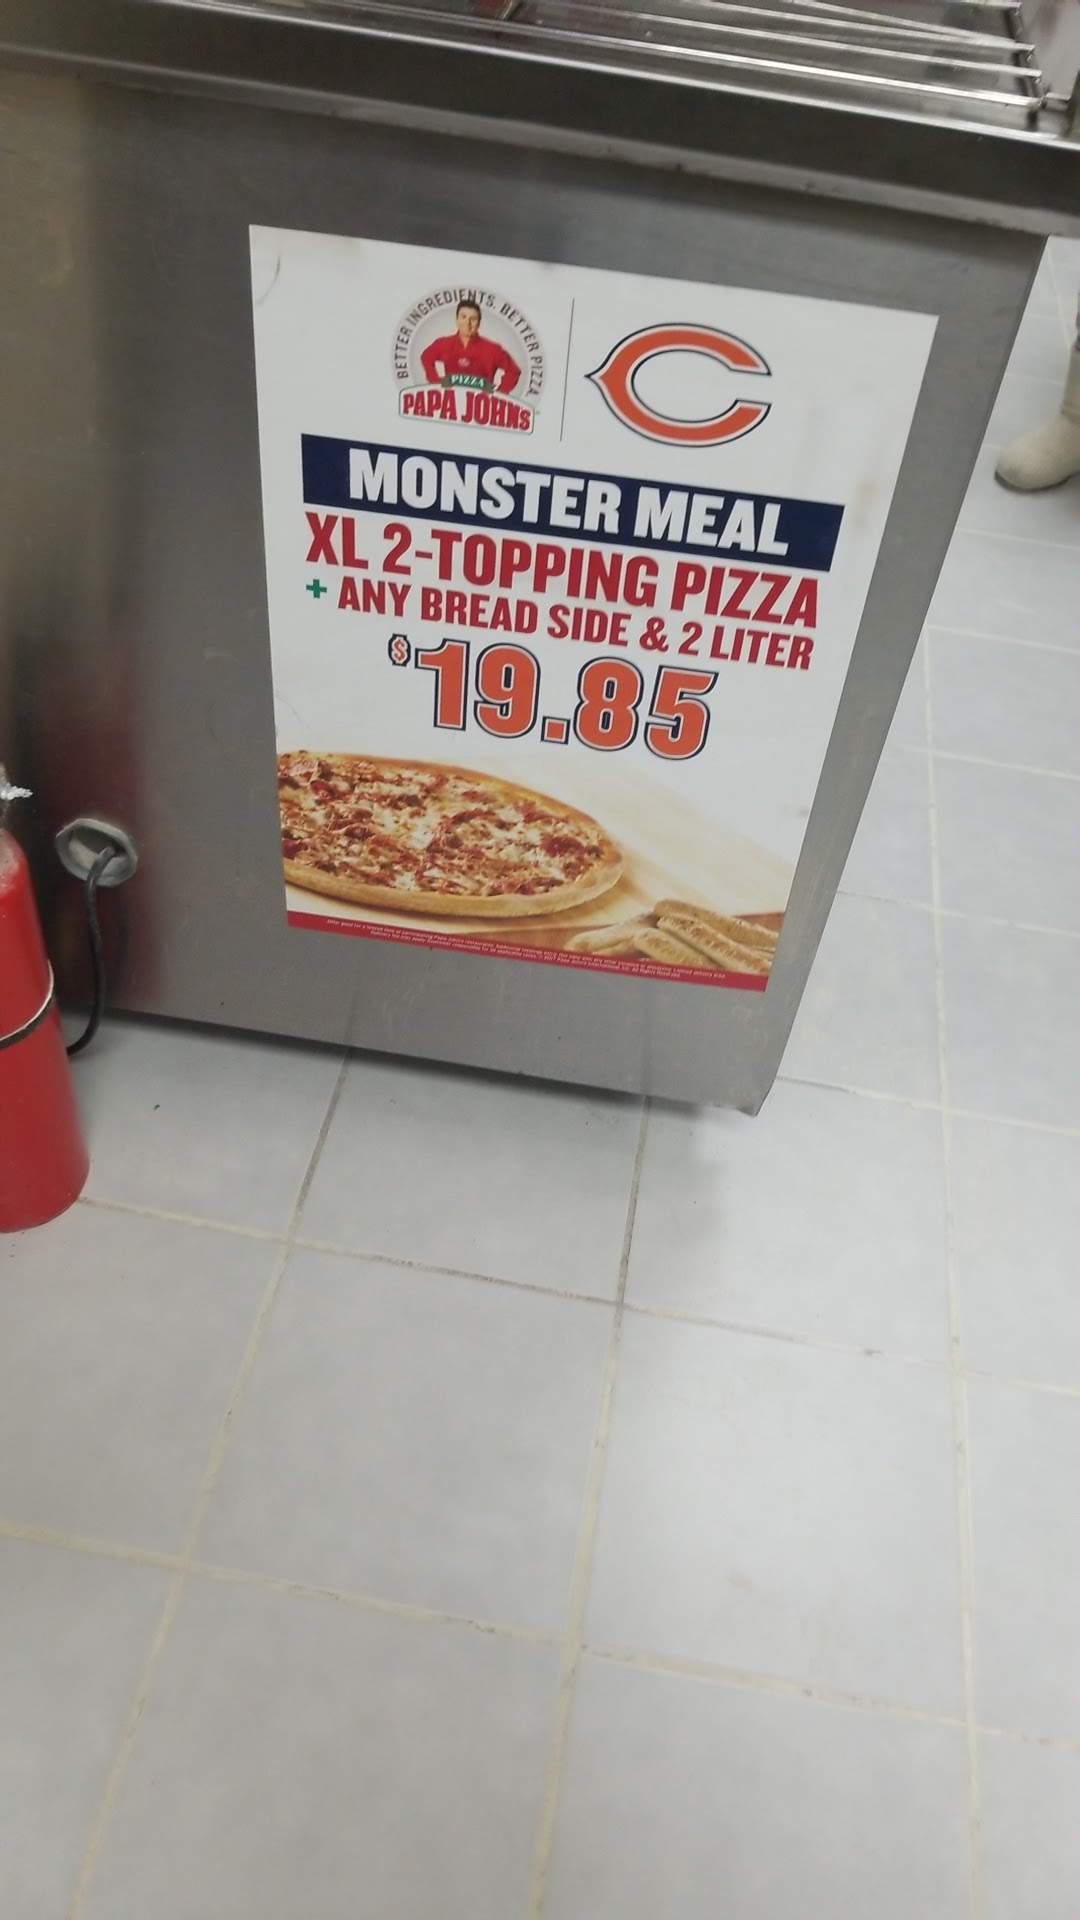 BETTER INGREDIENTS. BETTER PIZZA.
PIZZA
PAPA JOHNS
MONSTER MEAL
XL 2-TOPPING PIZZA
+ ANY BREAD SIDE & 2 LITER
$19.85